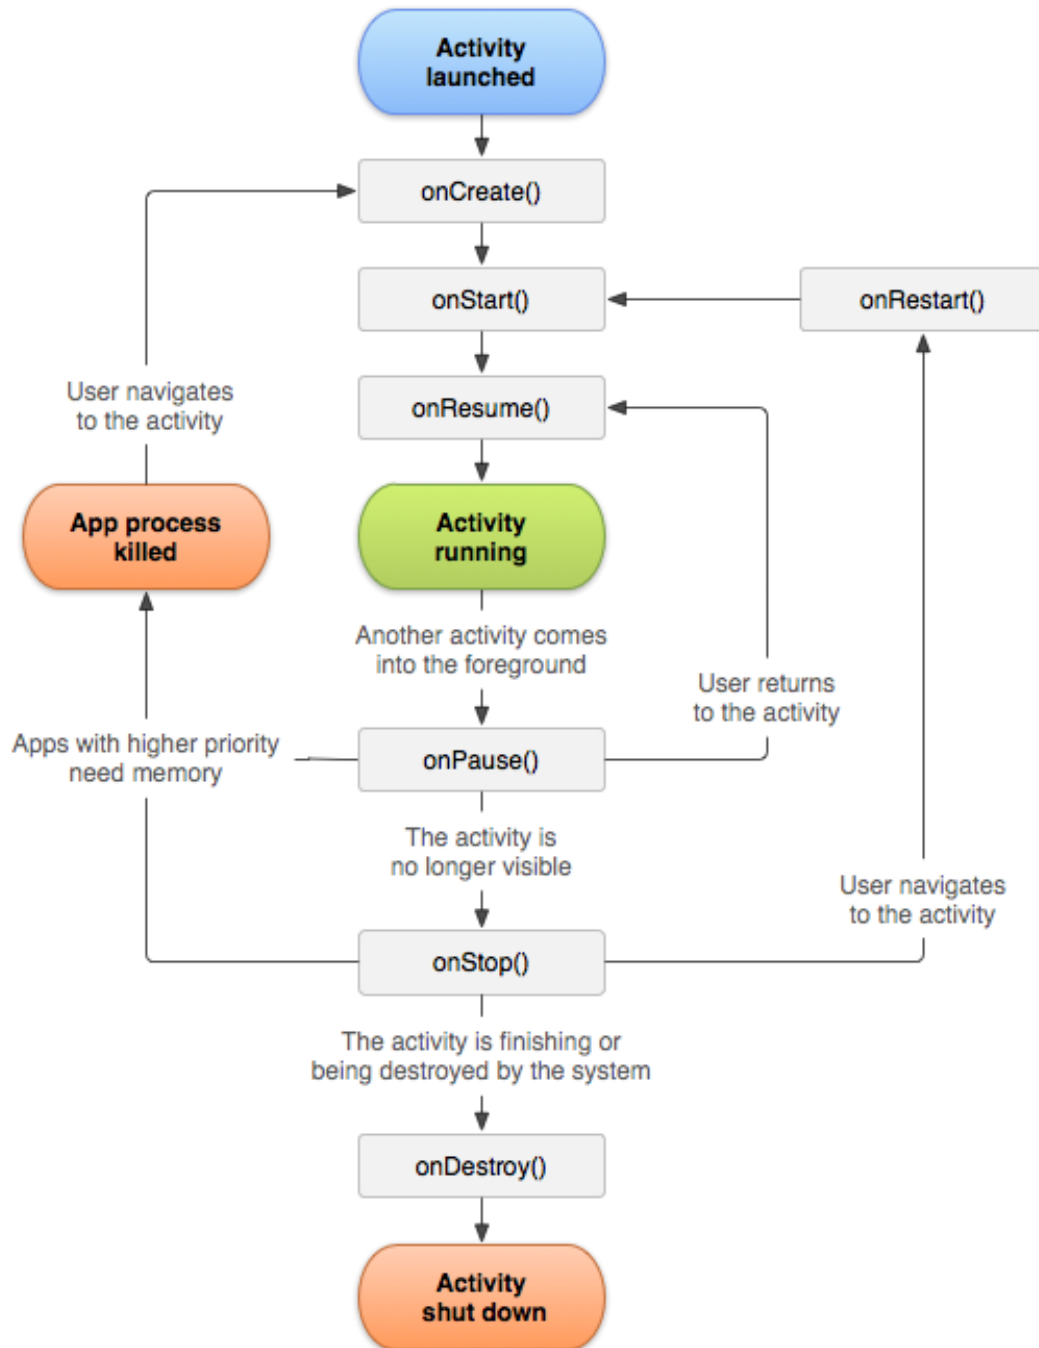 Activity
launched
onCreate()
onStart()
onRestart()
User navigates
to the activity
onResume()
App process
killed
Activity
running
Another activity comes
into the foreground
User returns
to the activity
Apps with higher priority
need memory
onPause()
The activity is
no longer visible
User navigates
to the activity
onStop()
The activity is finishing or
being destroyed by the system
onDestroy()
Activity
shut down